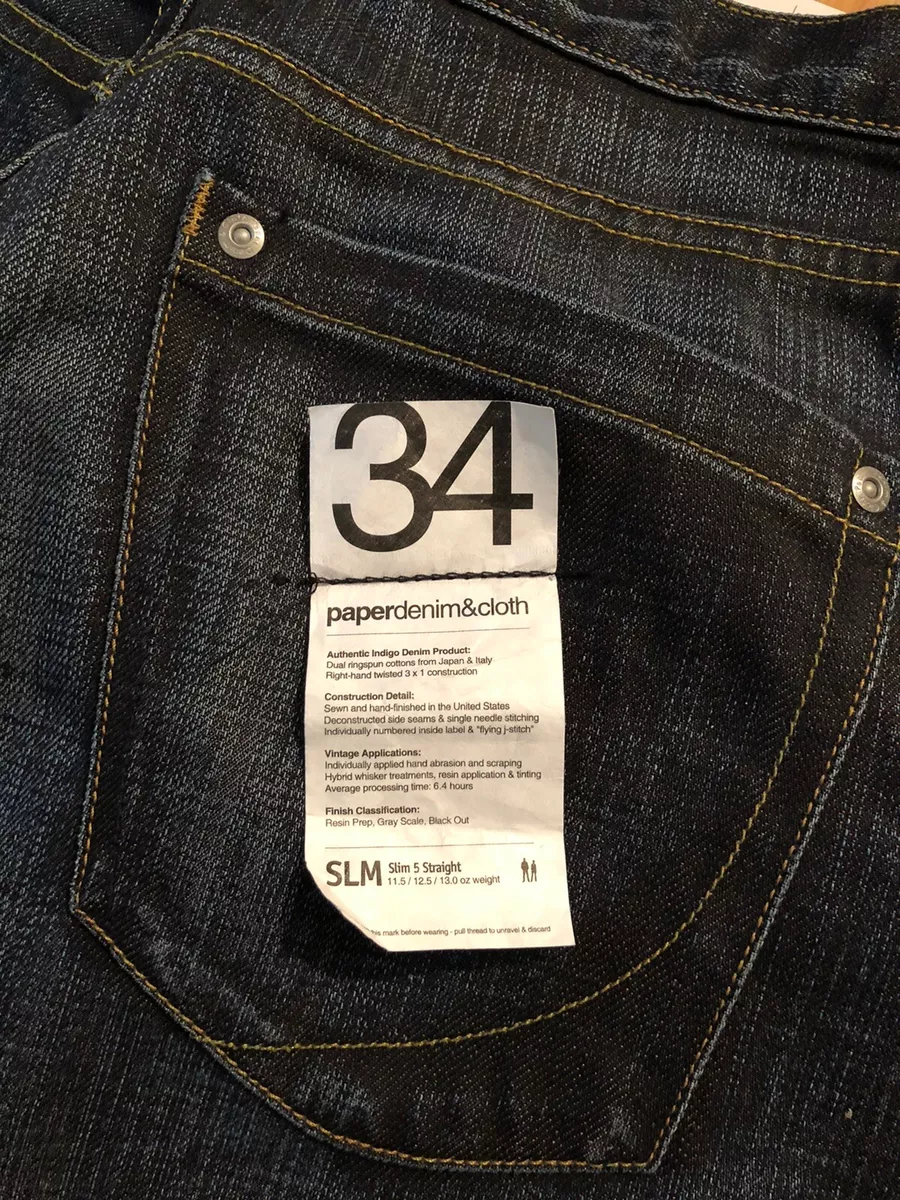 34
paperdenim&cloth
Authentic Indigo Denim Product:
Dual ringspun cottons from Japan & Italy
Right-hand twisted 3 x 1 construction
Construction Detail:
Sewn and hand-finished in the United States
Deconstructed side seams & single needle stitching
Individually numbered inside label & "flying j-stitch"
Vintage Applications:
Individually applied hand abrasion and scraping
Hybrid whisker treatments, resin application & tinting
Average processing time: 6.4 hours
Finish Classification:
Resin Prep, Gray Scale, Black Out
SLM Slim 5 Straight
11.5 / 12.5 / 13.0 oz weight
mark before wearing - pull thread to unravel & discard